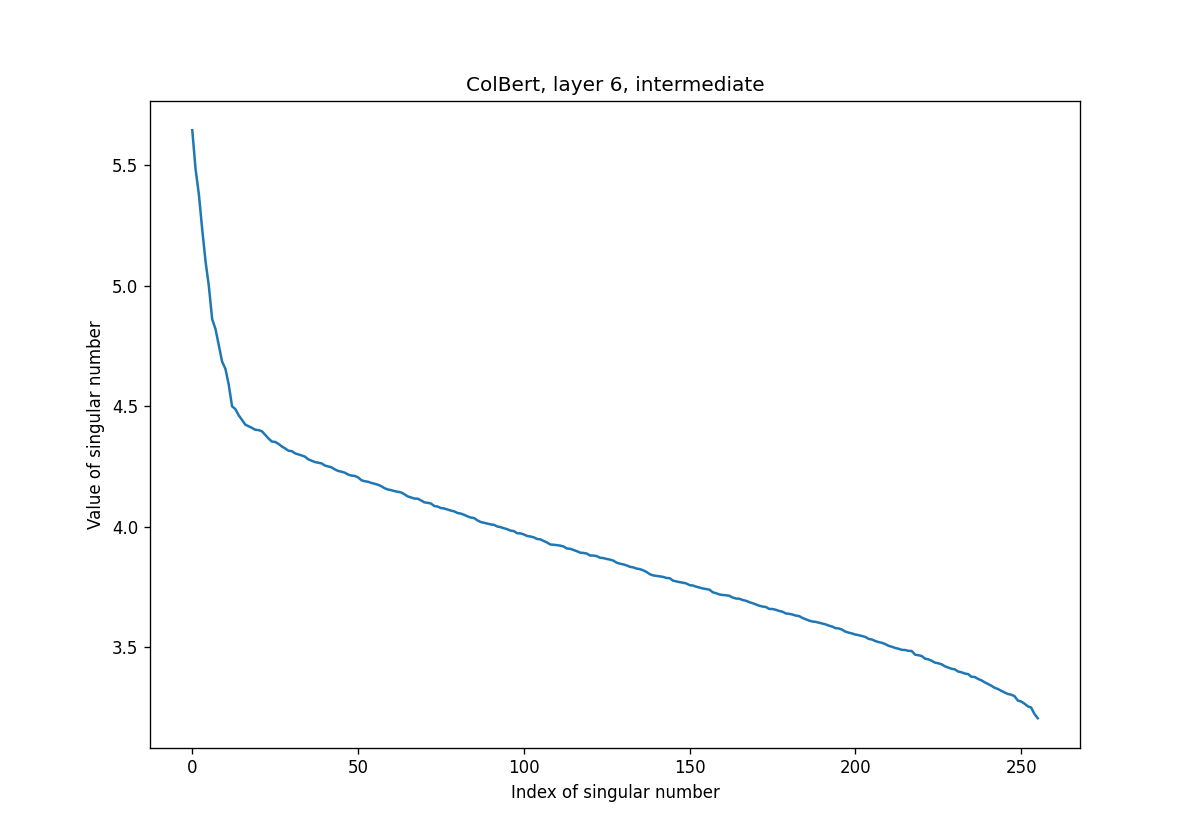 ColBert, layer 6, intermediate
5.5
5.0
4.5
4.0
3.5
Value of singular number
0 50 100 150 200 250
Index of singular number